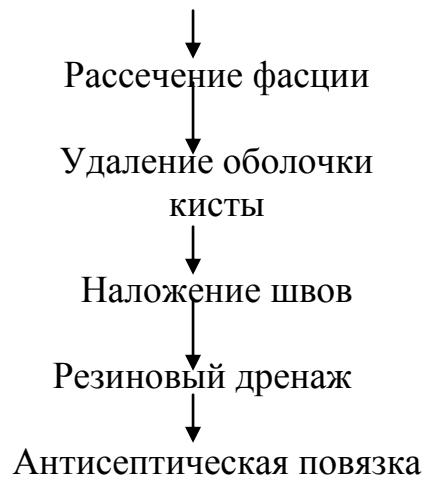 Рассечение фасции
Удаление оболочки
кисты
Наложение швов
Резиновый дренаж
Антисептическая повязка